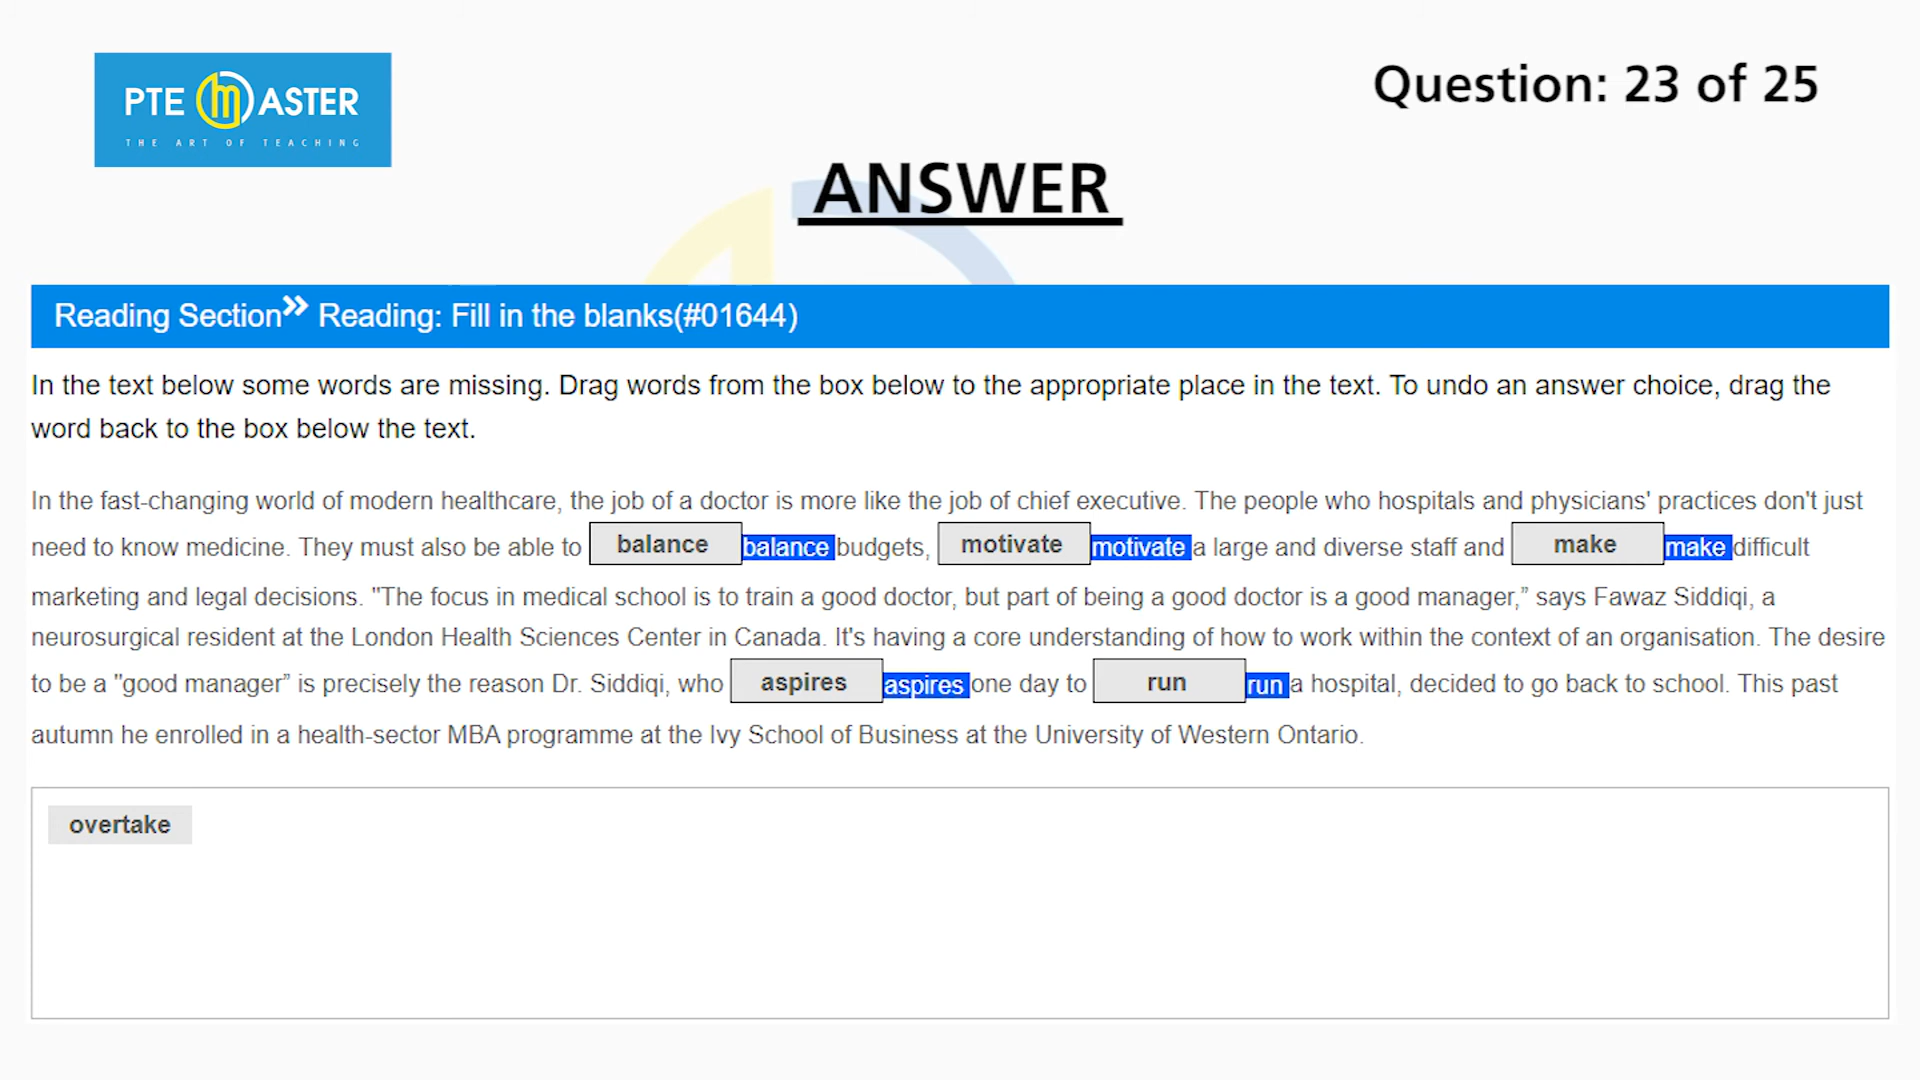 PTE MASTER
THE ART OF TEACHING
Question: 23 of 25
ANSWER
Reading Section» Reading: Fill in the blanks(#01644)
In the text below some words are missing. Drag words from the box below to the appropriate place in the text. To undo an answer choice, drag the
word back to the box below the text.
In the fast-changing world of modern healthcare, the job of a doctor is more like the job of chief executive. The people who hospitals and physicians' practices don't just
need to know medicine. They must also be able to balance balance budgets, motivate motivate a large and diverse staff and make make difficult
marketing and legal decisions. "The focus in medical school is to train a good doctor, but part of being a good doctor is a good manager,” says Fawaz Siddiqi, a
neurosurgical resident at the London Health Sciences Center in Canada. It's having a core understanding of how to work within the context of an organisation. The desire
to be a "good manager” is precisely the reason Dr. Siddiqi, who aspires aspires one day to run run a hospital, decided to go back to school. This past
autumn he enrolled in a health-sector MBA programme at the Ivy School of Business at the University of Western Ontario.
overtake